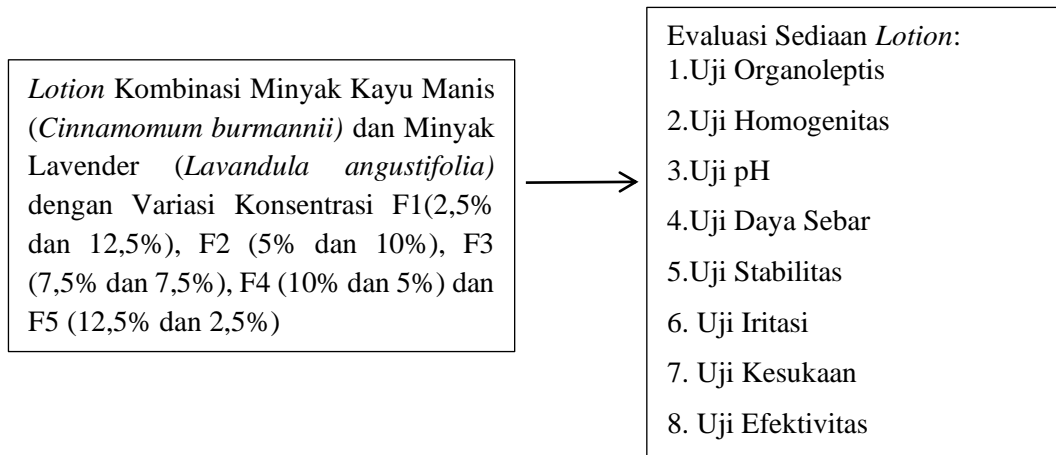 Lotion Kombinasi Minyak Kayu Manis
(Cinnamomum burmannii) dan Minyak
Lavender (Lavandula angustifolia)
dengan Variasi Konsentrasi F1(2,5%
dan 12,5%), F2 (5% dan 10%), F3
(7,5% dan 7,5%), F4 (10% dan 5%) dan
F5 (12,5% dan 2,5%)
Evaluasi Sediaan Lotion:
1.Uji Organoleptis
2.Uji Homogenitas
3.Uji pH
4.Uji Daya Sebar
5.Uji Stabilitas
6. Uji Iritasi
7. Uji Kesukaan
8. Uji Efektivitas